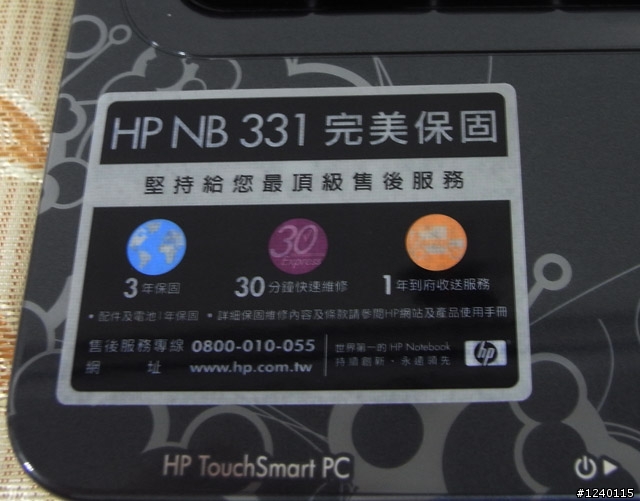 HP NB 331 完美保固
堅持給您最頂級售後服務
30
Express
3年保固
30分鐘快速維修
1年到府收送服務
•配件及電池1年保固 •詳細保固維修內容及條款請參閱HP網站及產品使用手冊
售後服務專線 0800-010-055
網 址 www.hp.com.tw
世界第一的 HP Notebook
持續創新‧永遠領先
hp
HP TouchSmart PC
#1240115